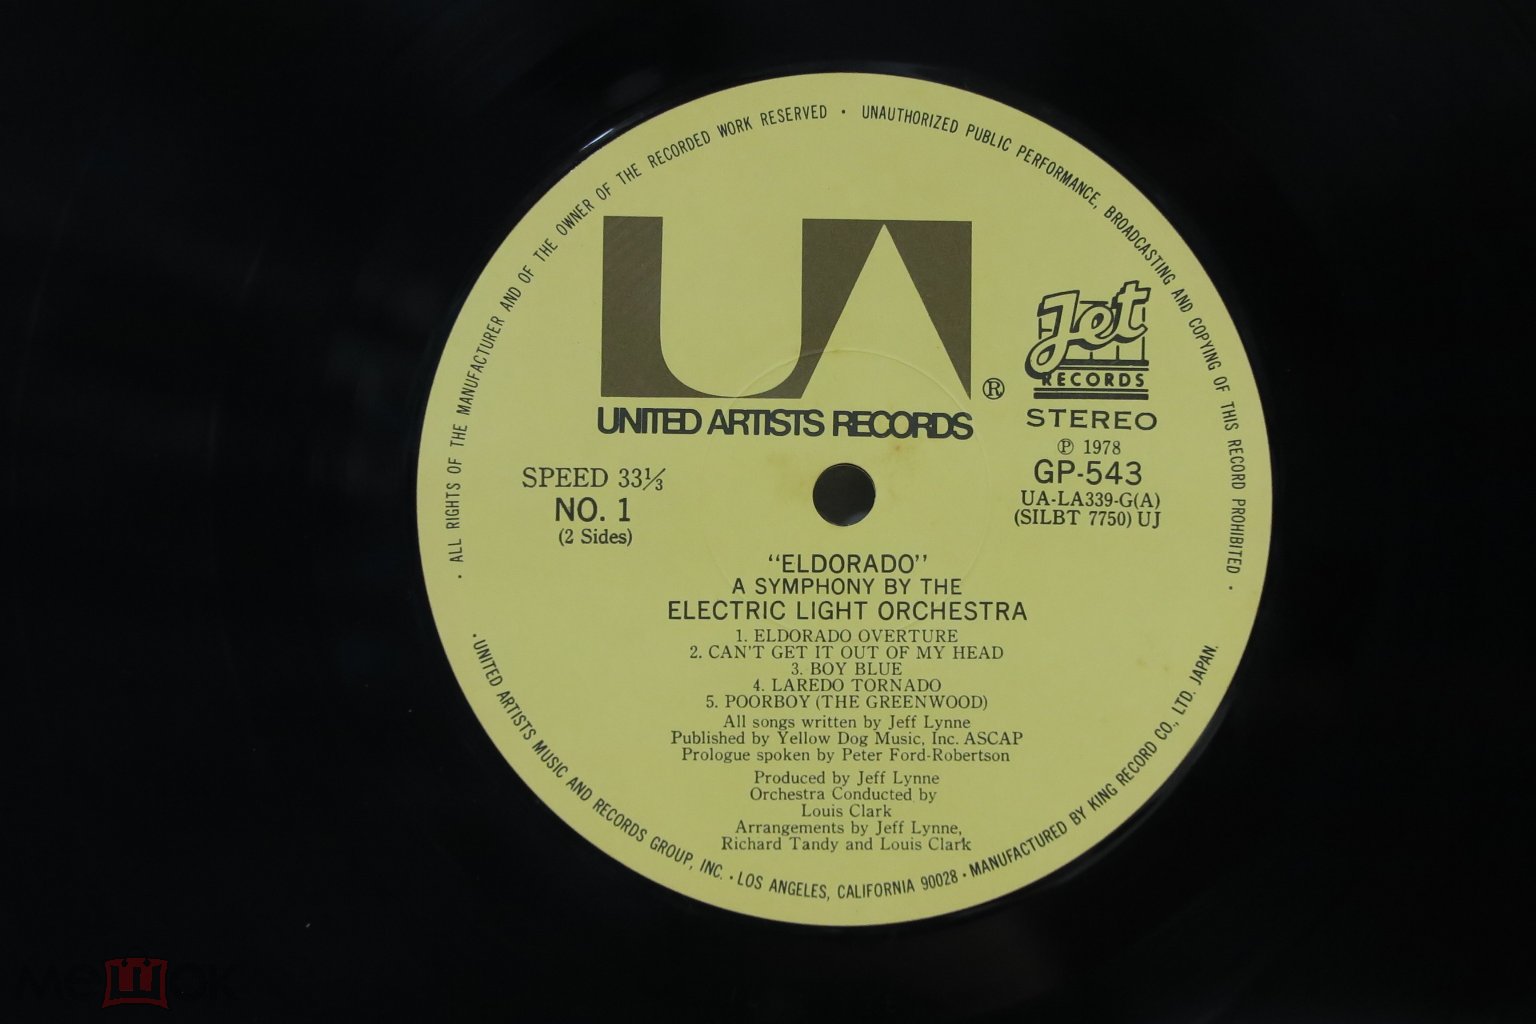 · ALL RIGHTS OF THE MANUFACTURER AND OF THE OWNER OF THE RECORDED WORK RESERVED · UNAUTHORIZED PUBLIC PERFORMANCE, BROADCASTING AND COPYING OF THIS RECORD PROHIBITED ·
UA
®
UNITED ARTISTS RECORDS
Jet
RECORDS
STEREO
℗ 1978
GP-543
UA-LA339-G(A)
(SILBT 7750) UJ
SPEED 33⅓
NO. 1
(2 Sides)
"ELDORADO"
A SYMPHONY BY THE
ELECTRIC LIGHT ORCHESTRA
1. ELDORADO OVERTURE
2. CAN'T GET IT OUT OF MY HEAD
3. BOY BLUE
4. LAREDO TORNADO
5. POORBOY (THE GREENWOOD)
All songs written by Jeff Lynne
Published by Yellow Dog Music, Inc. ASCAP
Prologue spoken by Peter Ford-Robertson
Produced by Jeff Lynne
Orchestra Conducted by
Louis Clark
Arrangements by Jeff Lynne,
Richard Tandy and Louis Clark
· UNITED ARTISTS MUSIC AND RECORDS GROUP, INC. · LOS ANGELES, CALIFORNIA 90028 · MANUFACTURED BY KING RECORD CO., LTD. JAPAN.
мешок